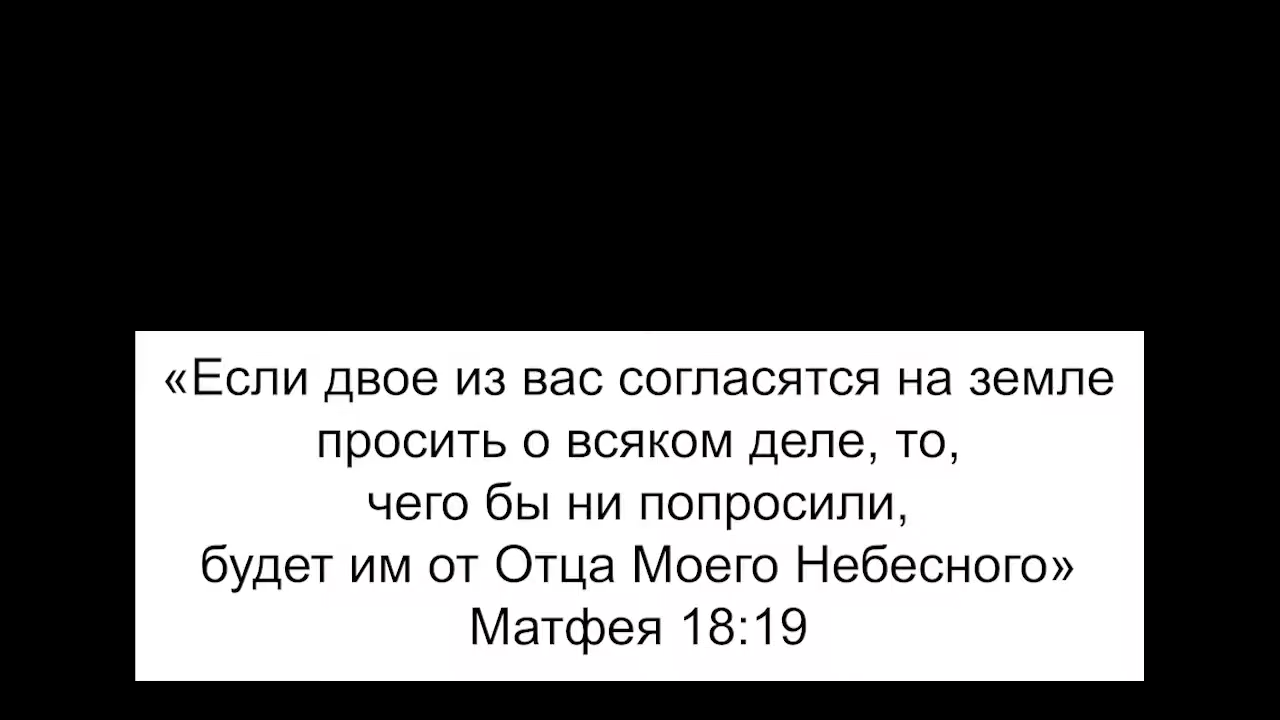 «Если двое из вас согласятся на земле
просить о всяком деле, то,
чего бы ни попросили,
будет им от Отца Моего Небесного»
Матфея 18:19